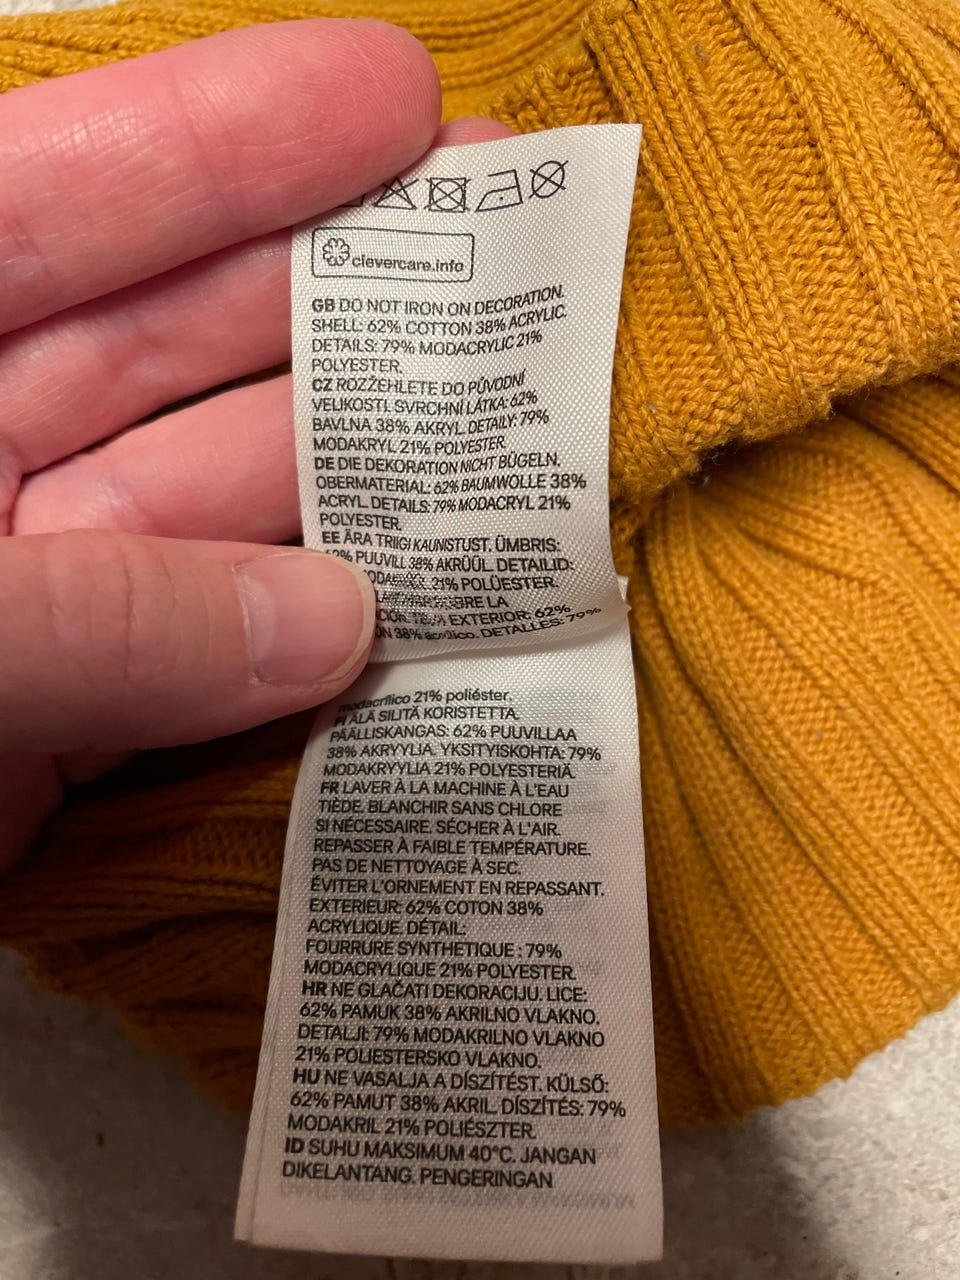 clevercare.info
GB DO NOT IRON ON DECORATION.
SHELL: 62% COTTON 38% ACRYLIC.
DETAILS: 79% MODACRYLIC 21%
POLYESTER.
CZ ROZŽEHLETE DO PŮVODNÍ
VELIKOSTI. SVRCHNÍ LÁTKA: 62%
BAVLNA 38% AKRYL. DETAILY: 79%
MODAKRYL 21% POLYESTER.
DE DIE DEKORATION NICHT BÜGELN.
OBERMATERIAL: 62% BAUMWOLLE 38%
ACRYL. DETAILS: 79% MODACRYL 21%
POLYESTER.
EE ÄRA TRIIGI KAUNISTUST. ÜMBRIS:
62% PUUVILL 38% AKRÜÜL. DETAILID:
21% POLÜESTER.
LA
EXTERIOR: 62%
38% DETALLES: 79%
modacrílico 21% poliéster.
FI ÄLÄ SILITÄ KORISTETTA.
PÄÄLLISKANGAS: 62% PUUVILLAA
38% AKRYYLIA. YKSITYISKOHTA: 79%
MODAKRYYLIA 21% POLYESTERIÄ.
FR LAVER À LA MACHINE À L'EAU
TIÈDE. BLANCHIR SANS CHLORE
SI NÉCESSAIRE. SÉCHER À L'AIR.
REPASSER À FAIBLE TEMPÉRATURE.
PAS DE NETTOYAGE À SEC.
ÉVITER L'ORNEMENT EN REPASSANT.
EXTERIEUR: 62% COTON 38%
ACRYLIQUE. DÉTAIL:
FOURRURE SYNTHETIQUE : 79%
MODACRYLIQUE 21% POLYESTER.
HR NE GLAČATI DEKORACIJU. LICE:
62% PAMUK 38% AKRILNO VLAKNO.
DETALJI: 79% MODAKRILNO VLAKNO
21% POLIESTERSKO VLAKNO.
HU NE VASALJA A DÍSZÍTÉST. KÜLSŐ:
62% PAMUT 38% AKRIL. DÍSZÍTÉS: 79%
MODAKRIL 21% POLIÉSZTER.
ID SUHU MAKSIMUM 40°C. JANGAN
DIKELANTANG. PENGERINGAN